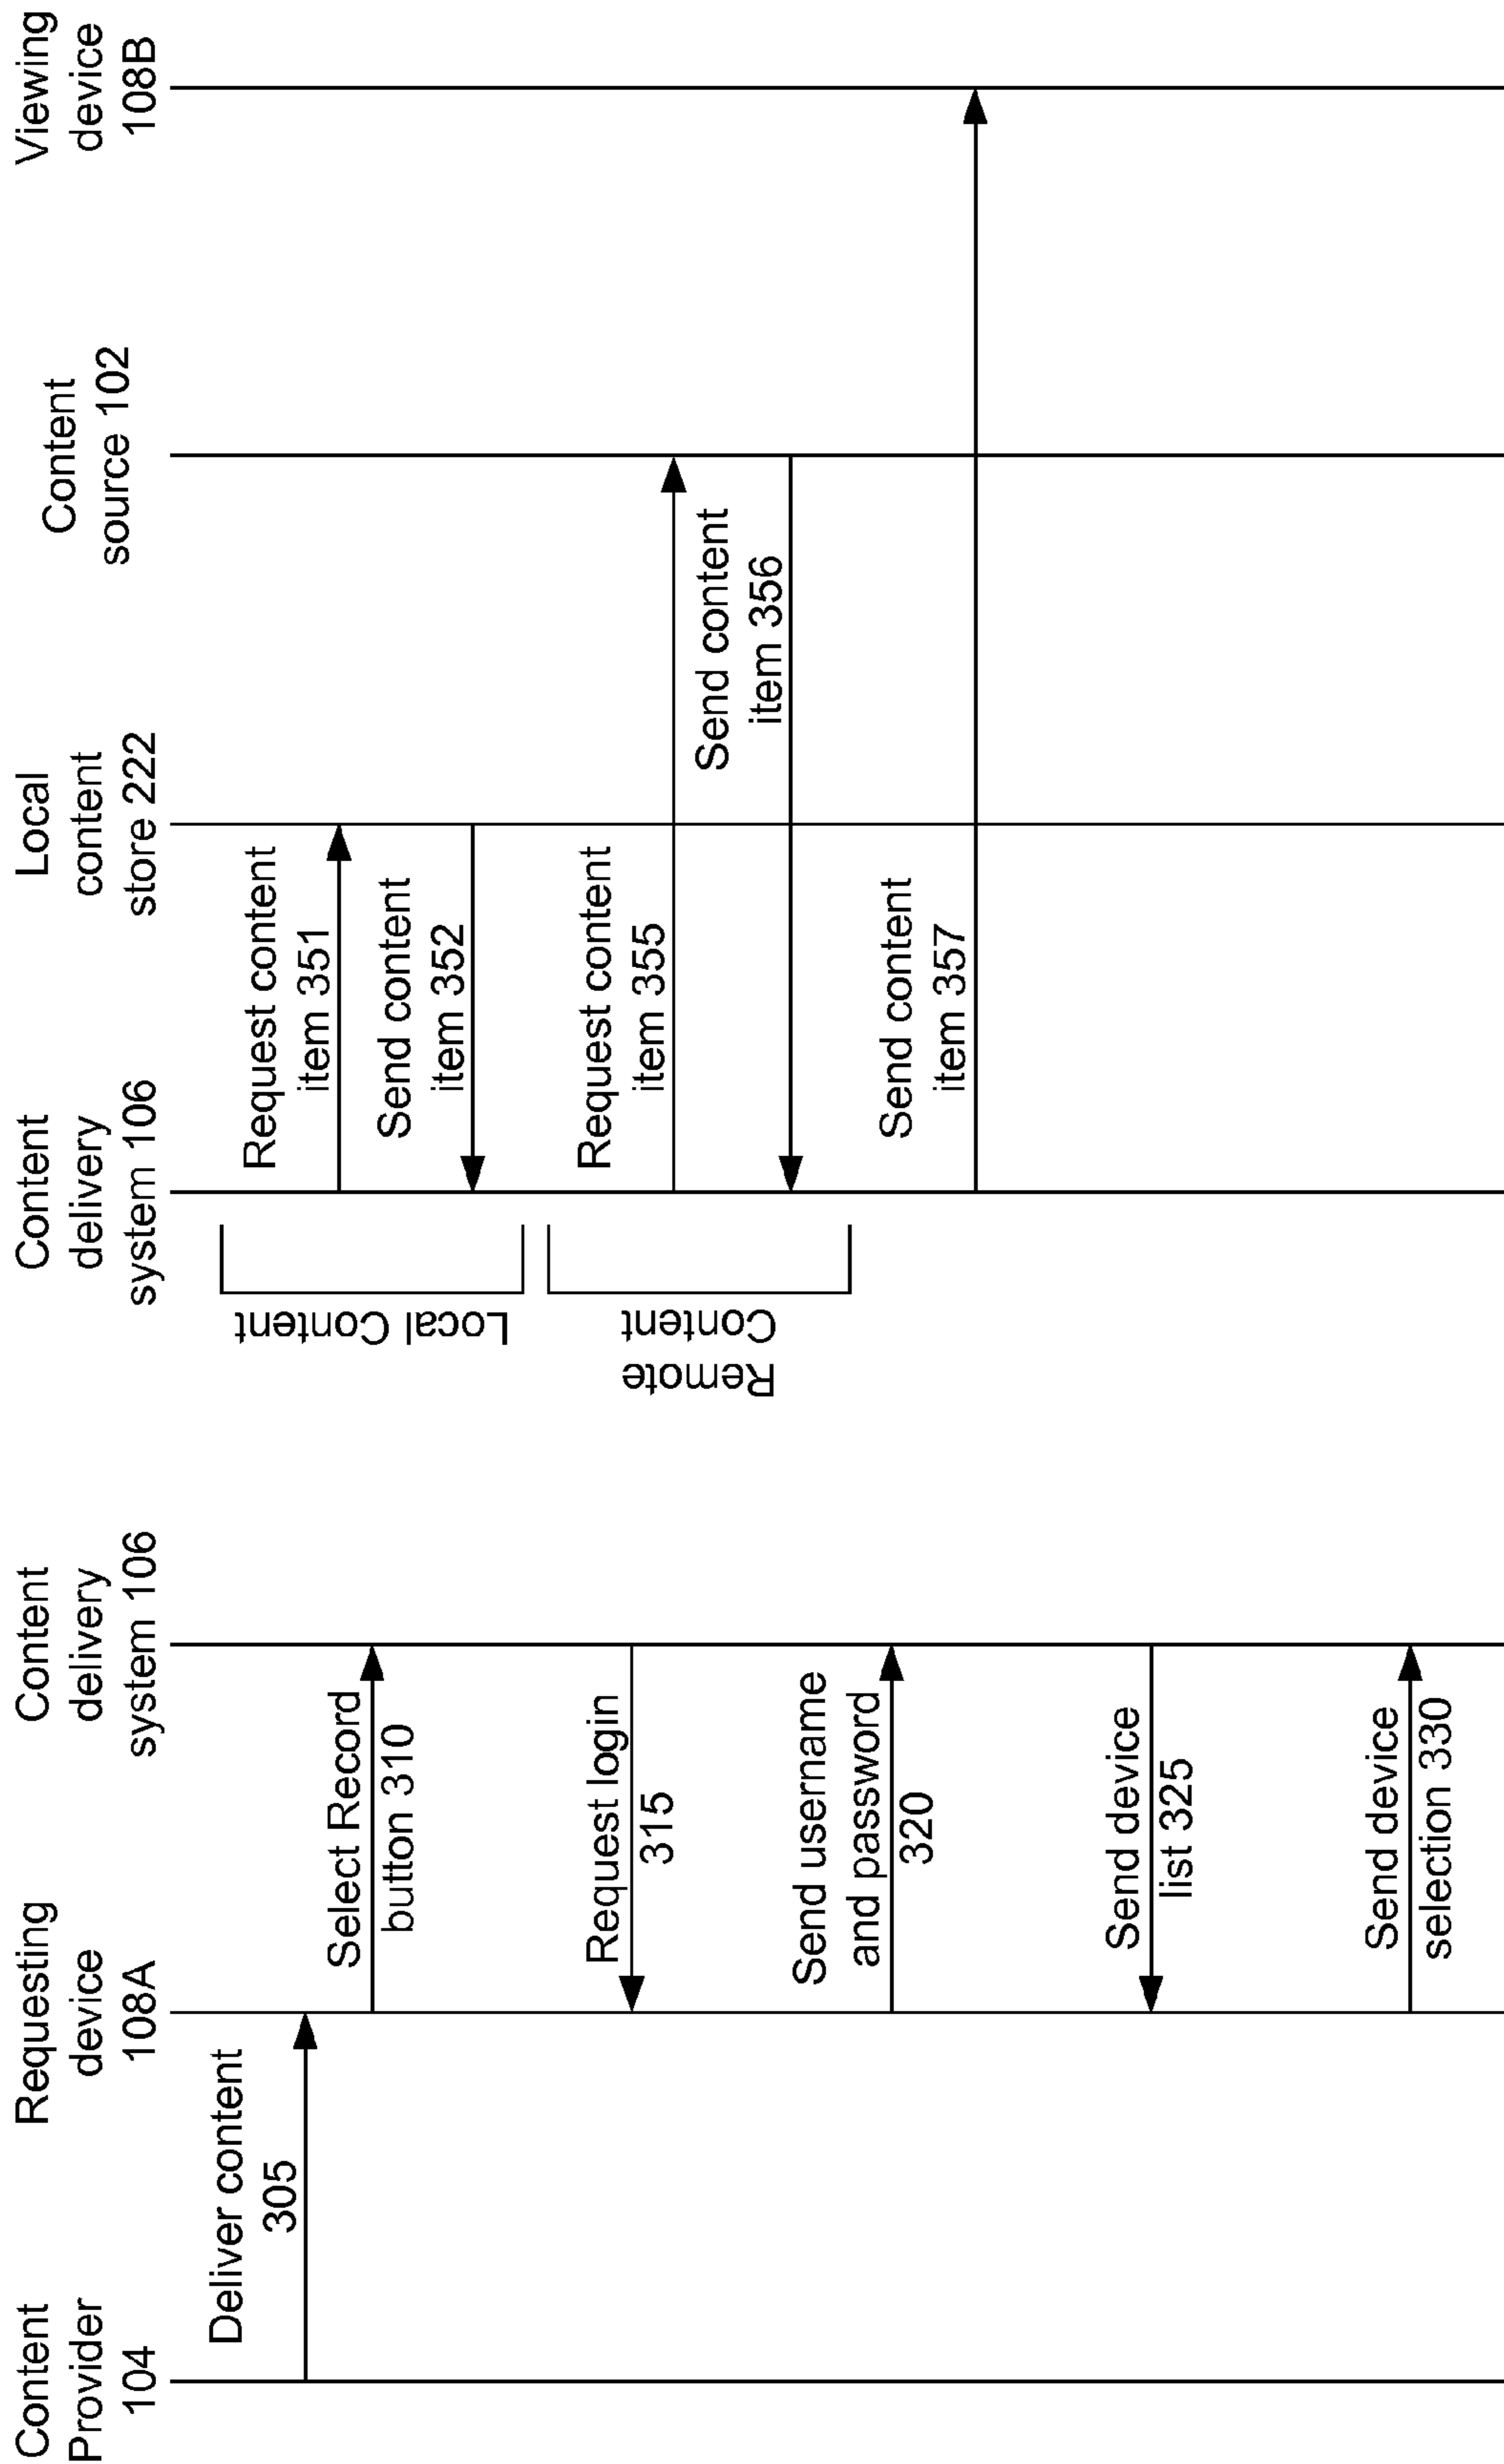 Content
Provider
104
Requesting
device
108A
Content
delivery
system 106
Deliver content
305
Select Record
button 310
Request login
315
Send username
and password
320
Send device
list 325
Send device
selection 330
Content
delivery
system 106
Local
content
store 222
Content
source 102
Viewing
device
108B
Local Content
Request content
item 351
Send content
item 352
Remote
Content
Request content
item 355
Send content
item 356
Send content
item 357